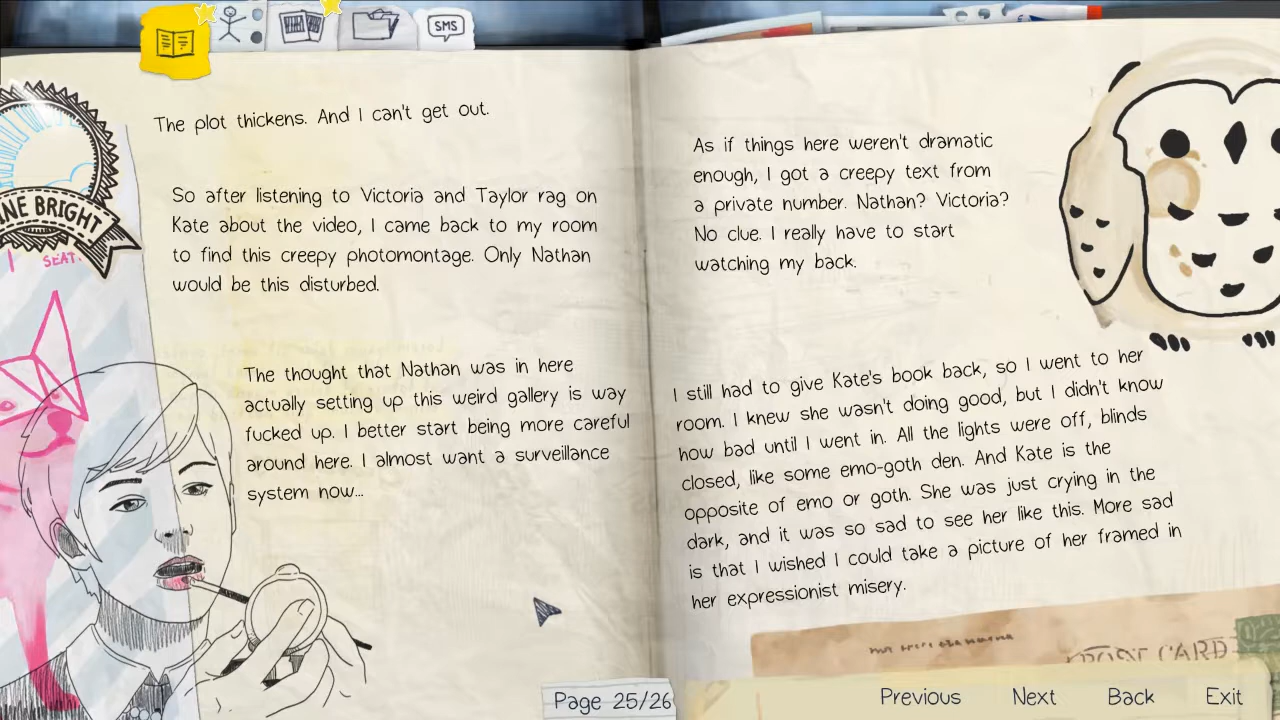 SMS
The plot thickens. And I can't get out.
So after listening to Victoria and Taylor rag on
Kate about the video, I came back to my room
to find this creepy photomontage. Only Nathan
would be this disturbed.
NE BRIGHT
SEAT.
The thought that Nathan was in here
actually setting up this weird gallery is way
fucked up. I better start being more careful
around here. I almost want a surveillance
system now...
As if things here weren't dramatic
enough, I got a creepy text from
a private number. Nathan? Victoria?
No clue. I really have to start
watching my back.
I still had to give Kate's book back, so I went to her
room. I knew she wasn't doing good, but I didn't know
how bad until I went in. All the lights were off, blinds
closed, like some emo-goth den. And Kate is the
opposite of emo or goth. She was just crying in the
dark, and it was so sad to see her like this. More sad
is that I wished I could take a picture of her framed in
her expressionist misery.
POST CARD
Page 25/26
Previous Next Back Exit